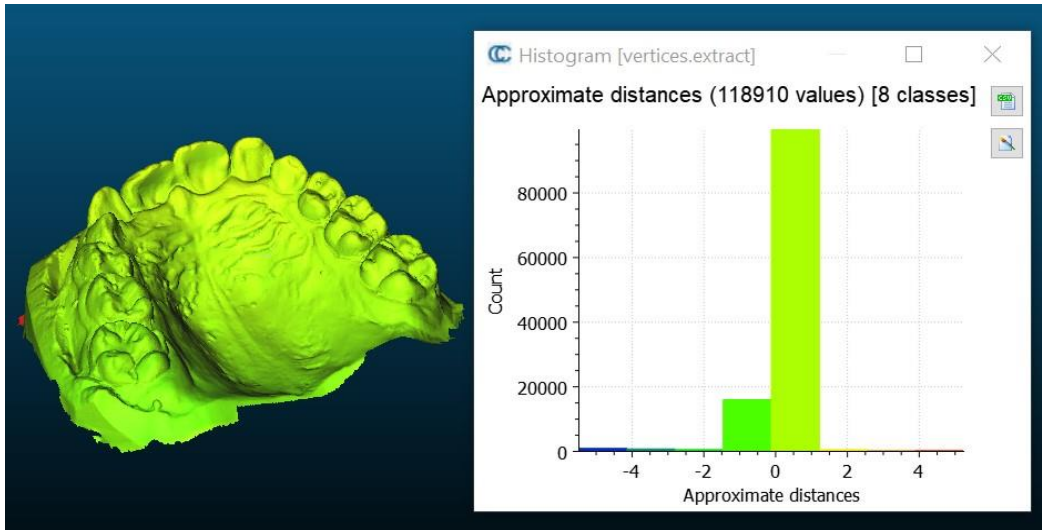 Histogram [vertices.extract]
Approximate distances (118910 values) [8 classes]
80000
60000
40000
20000
0
Count
-4 -2 0 2 4
Approximate distances